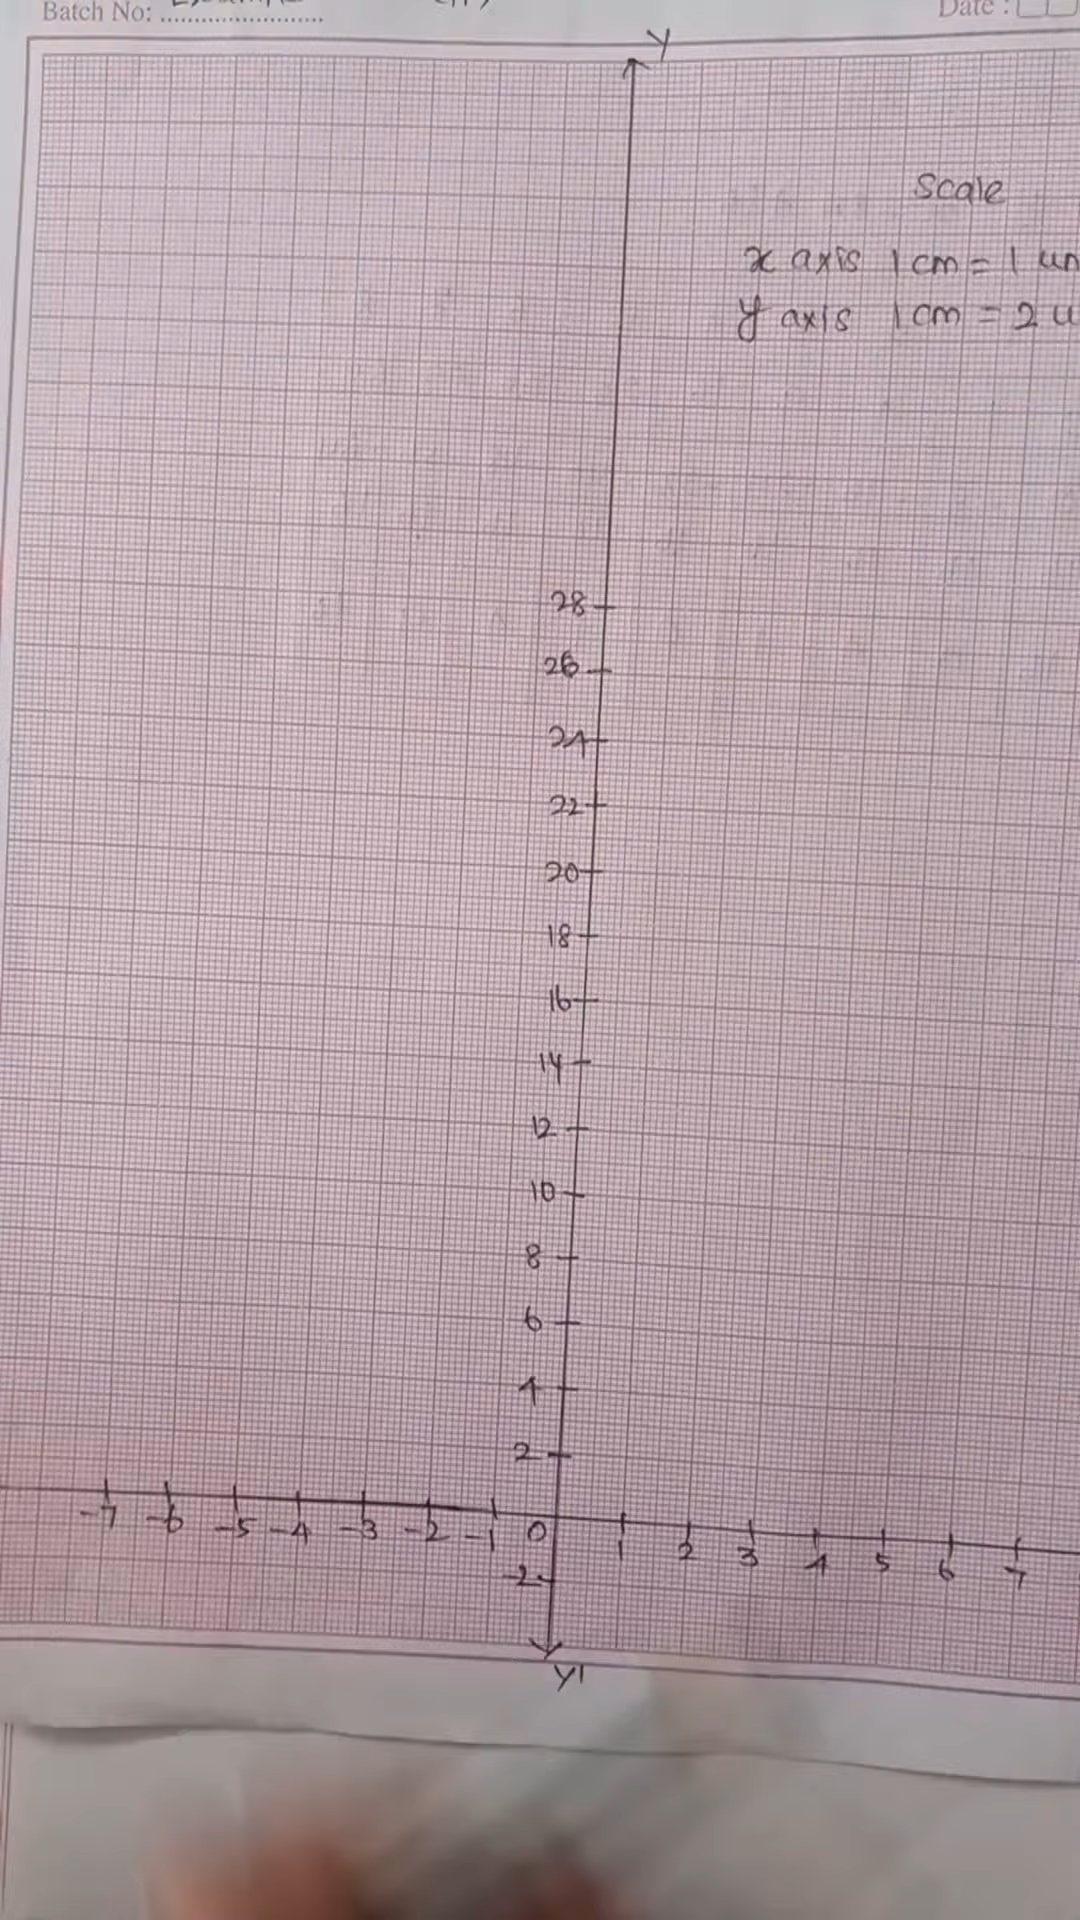 Batch No:
Date :
Y
Scale
x axis 1 cm = 1
y axis 1 cm = 2
28
26
24
22
20
18
16
14
12
10
8
6
4
2
-7 -6 -5 -4 -3 -2 -1 0 1 2 3 4 5 6 7
-2
Y1